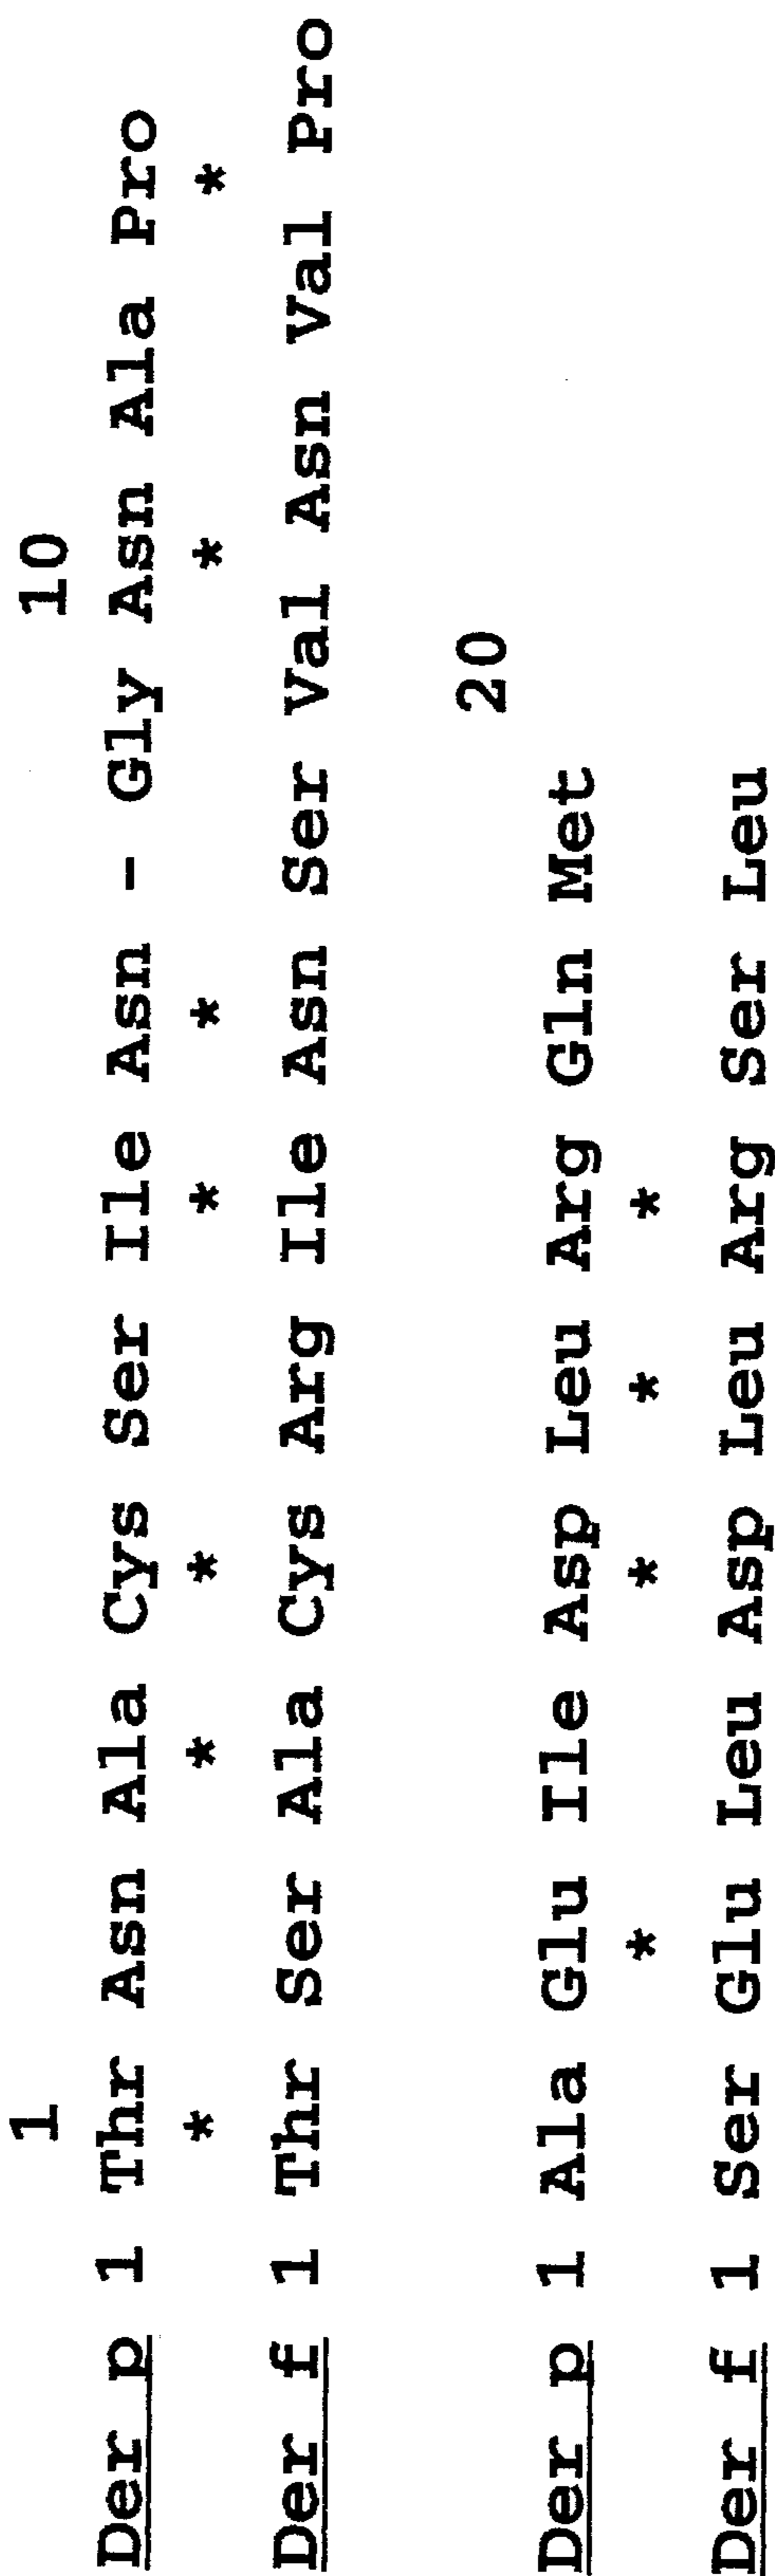 1 10
Der p 1 Thr Asn Ala Cys Ser Ile Asn - Gly Asn Ala Pro
* * * * * * *
Der f 1 Thr Ser Ala Cys Arg Ile Asn Ser Val Asn Val Pro
20
Der p 1 Ala Glu Ile Asp Leu Arg Gln Met
* * * *
Der f 1 Ser Glu Leu Asp Leu Arg Ser Leu